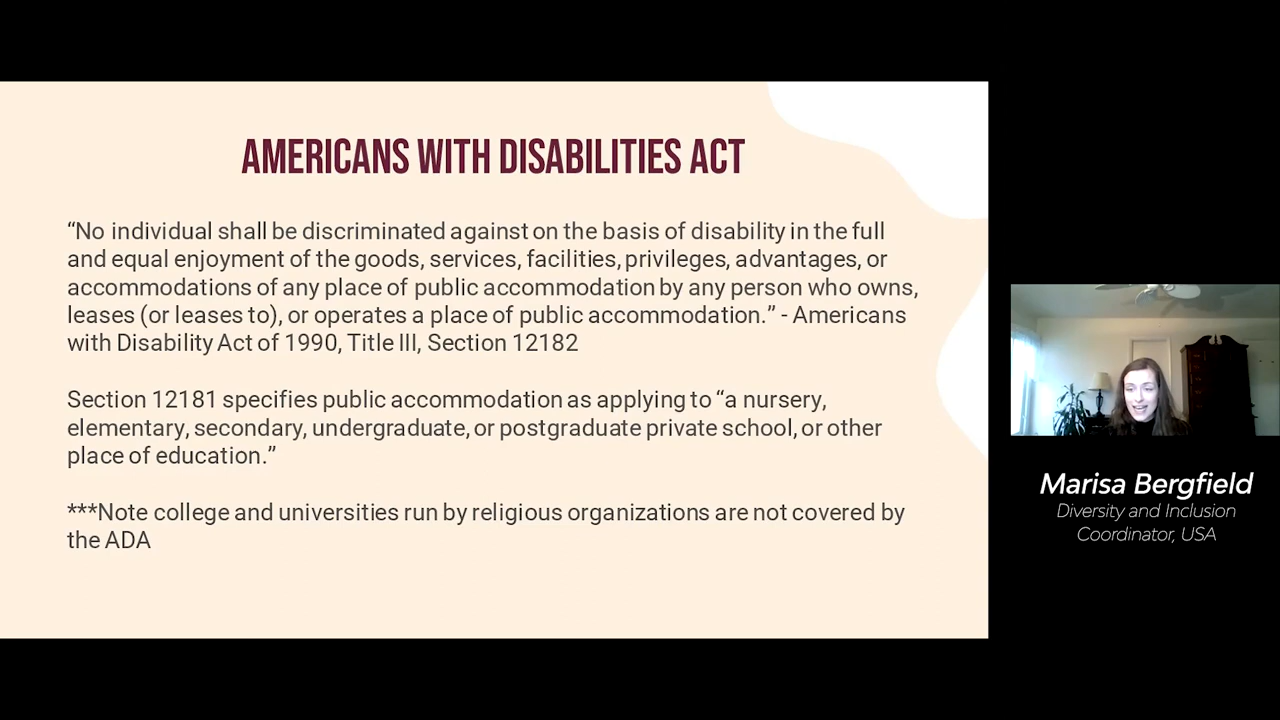 AMERICANS WITH DISABILITIES ACT
“No individual shall be discriminated against on the basis of disability in the full
and equal enjoyment of the goods, services, facilities, privileges, advantages, or
accommodations of any place of public accommodation by any person who owns,
leases (or leases to), or operates a place of public accommodation.” - Americans
with Disability Act of 1990, Title III, Section 12182
Section 12181 specifies public accommodation as applying to “a nursery,
elementary, secondary, undergraduate, or postgraduate private school, or other
place of education.”
***Note college and universities run by religious organizations are not covered by
the ADA
Marisa Bergfield
Diversity and Inclusion
Coordinator, USA